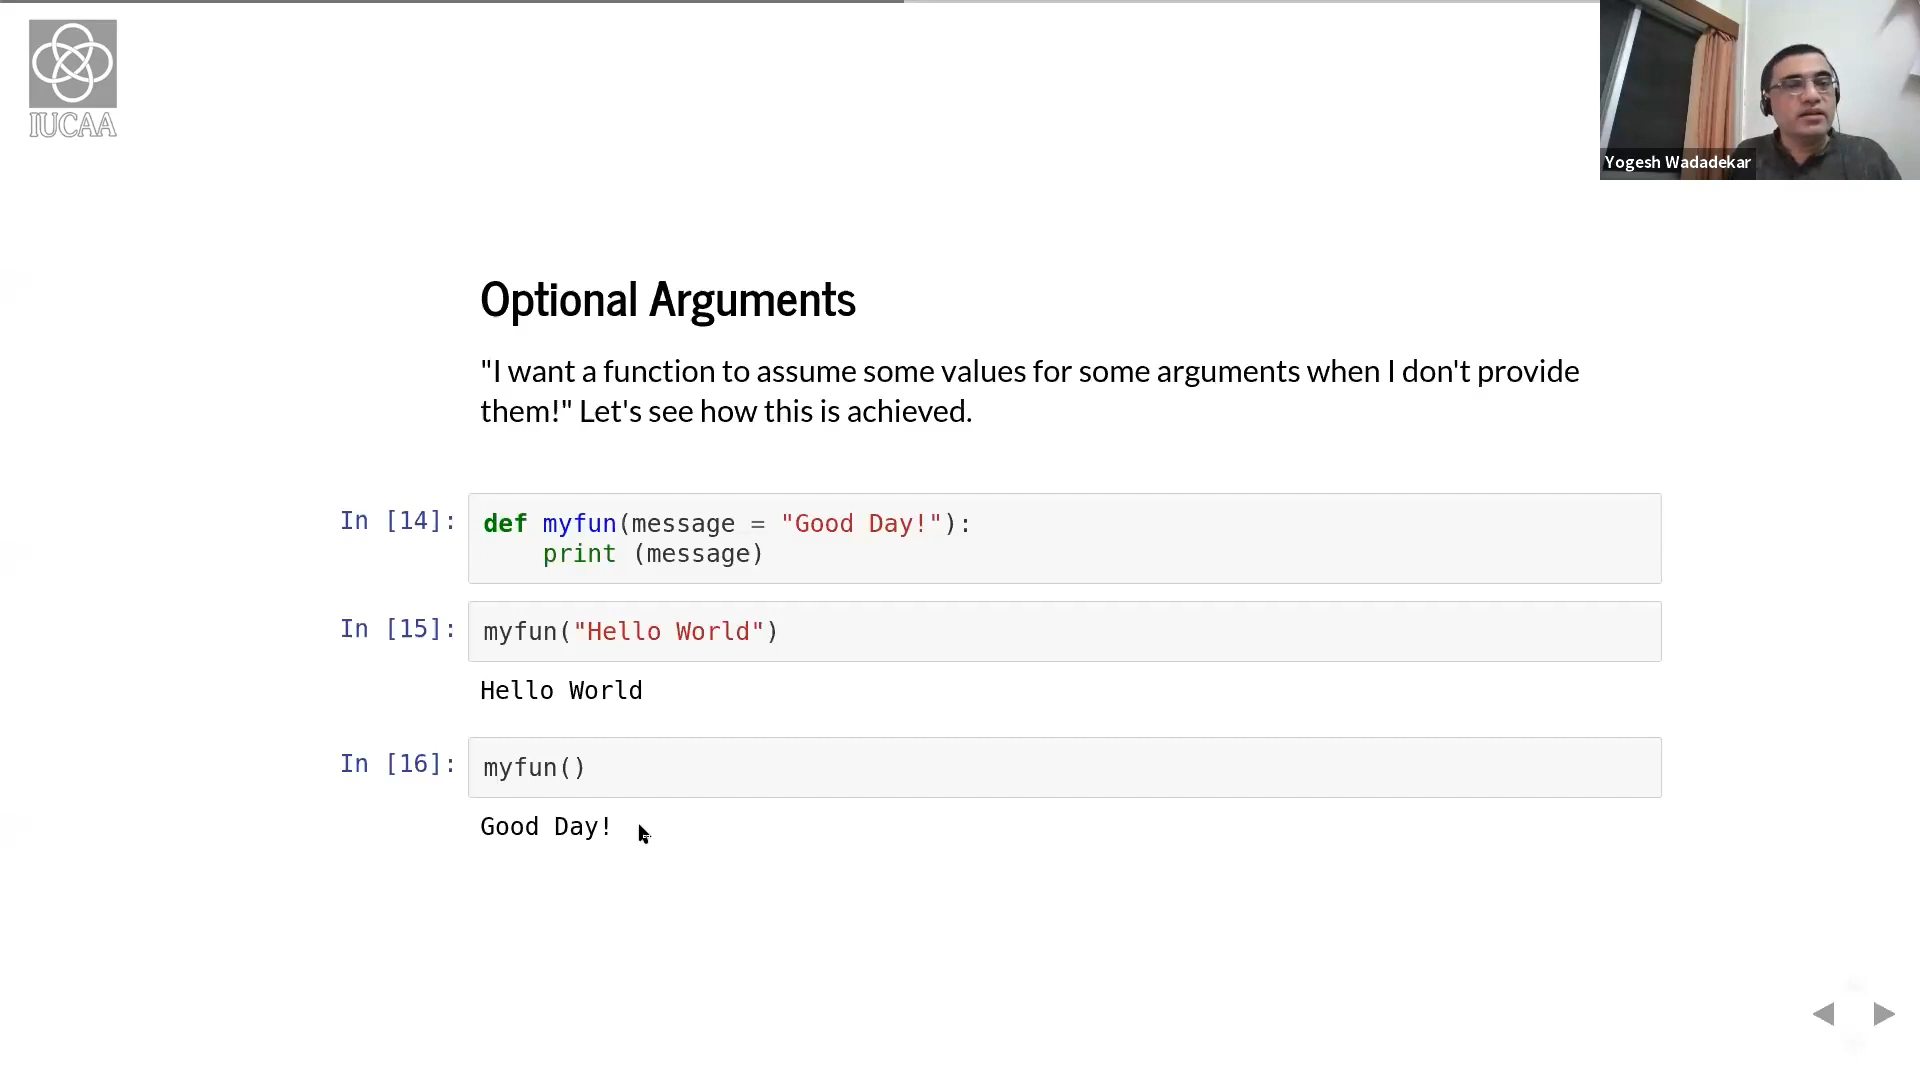 IUCAA
Yogesh Wadadekar
Optional Arguments
"I want a function to assume some values for some arguments when I don't provide
them!" Let's see how this is achieved.
In [14]: def myfun(message = "Good Day!"):
    print (message)
In [15]: myfun("Hello World")
Hello World
In [16]: myfun()
Good Day!